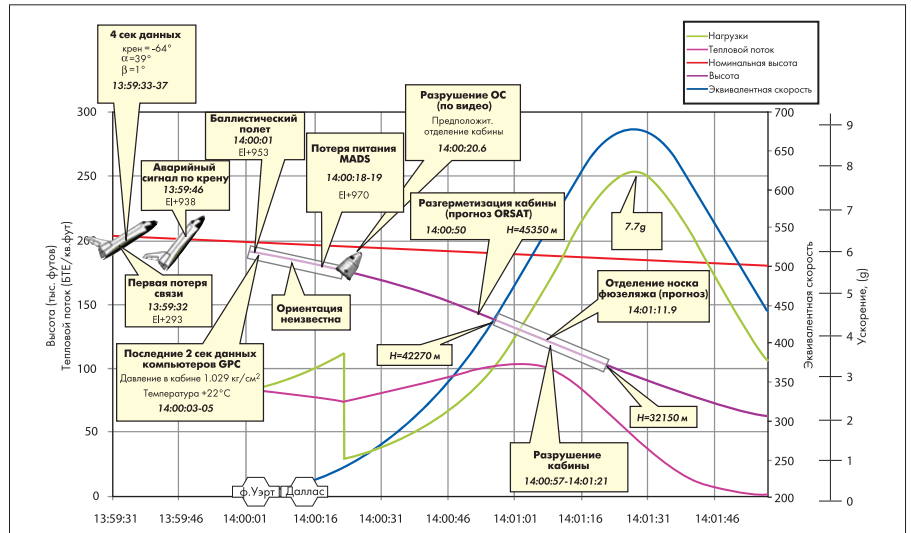 4 сек данных
крен = -64°
α=39°
β=1°
13:59:33-37
Нагрузки
Тепловой поток
Номинальная высота
Высота
Эквивалентная скорость
Баллистический
полет
14:00:01
EI+953
Разрушение ОС
(по видео)
Предположит.
отделение кабины
14:00:20.6
Потеря питания
MADS
14:00:18-19
EI+970
Аварийный
сигнал по крену
13:59:46
EI+938
Разгерметизация кабины
(прогноз ORSAT)
14:00:50 H=45350 м
7.7g
Первая потеря
связи
13:59:32
EI+293
Ориентация
неизвестна
Отделение носка
фюзеляжа (прогноз)
14:01:11.9
Последние 2 сек данных
компьютеров GPC
Давление в кабине 1.029 кг/см²
Температура +22°C
14:00:03-05
H=42270 м
H=32150 м
Разрушение
кабины
14:00:57-14:01:21
ф.Уэрт
Даллас
Высота (тыс. футов)
Тепловой поток (БТЕ/кв.фут)
300
250
200
150
100
50
0
700
650
600
550
500
450
400
350
300
250
200
Эквивалентная скорость
9
8
7
6
5
4
3
2
1
0
Ускорение, (g)
13:59:31 13:59:46 14:00:01 14:00:16 14:00:31 14:00:46 14:01:01 14:01:16 14:01:31 14:01:46